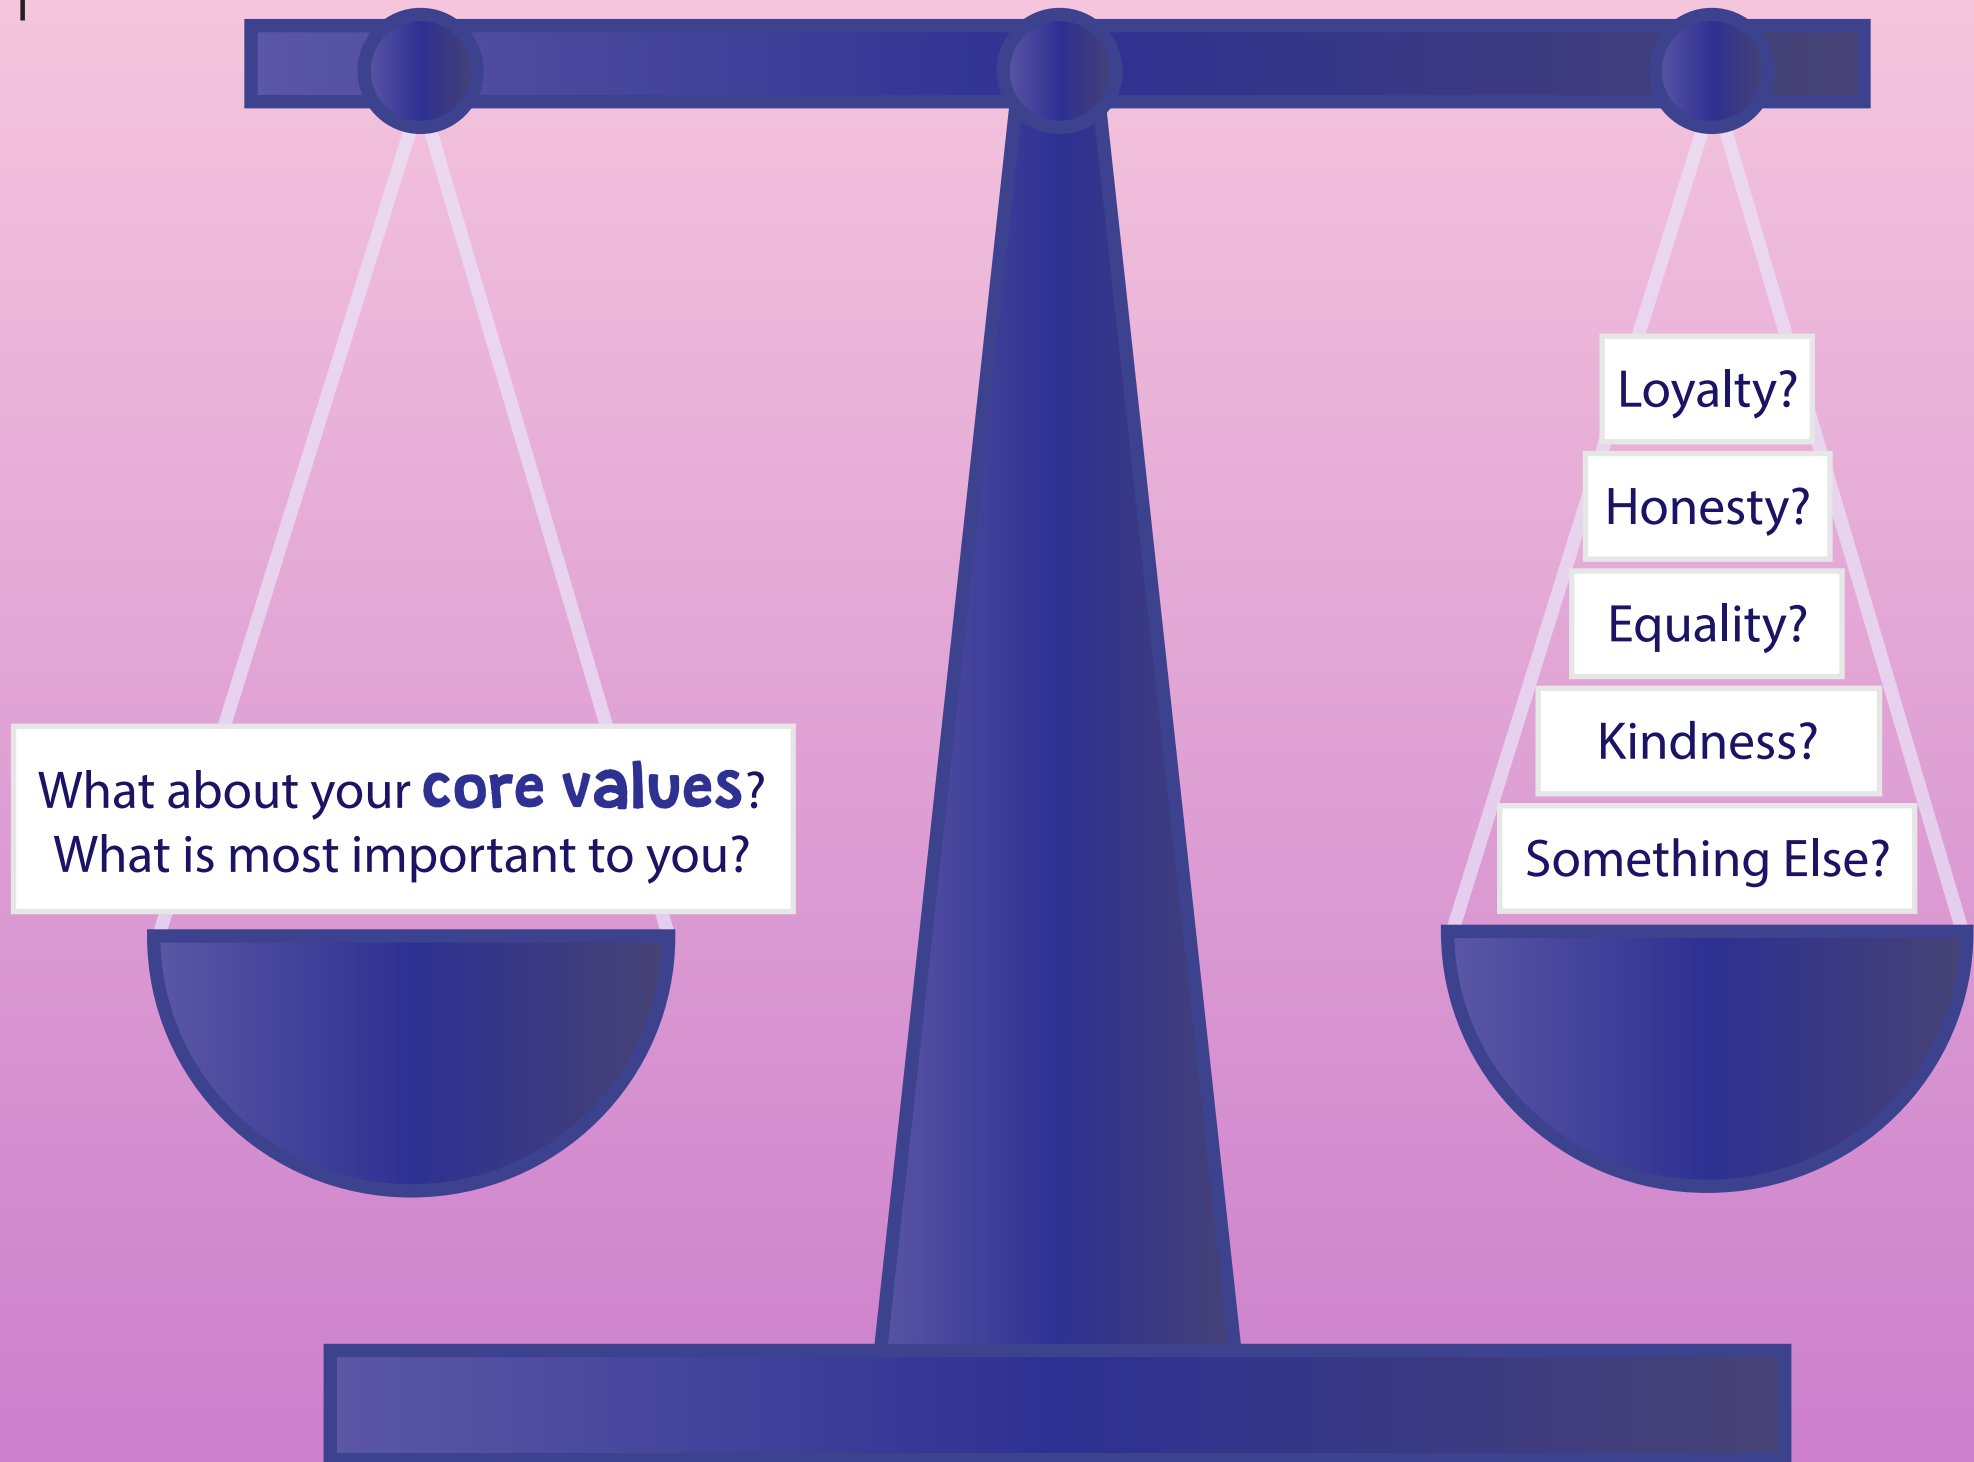 What about your core values?
What is most important to you?
Loyalty?
Honesty?
Equality?
Kindness?
Something Else?